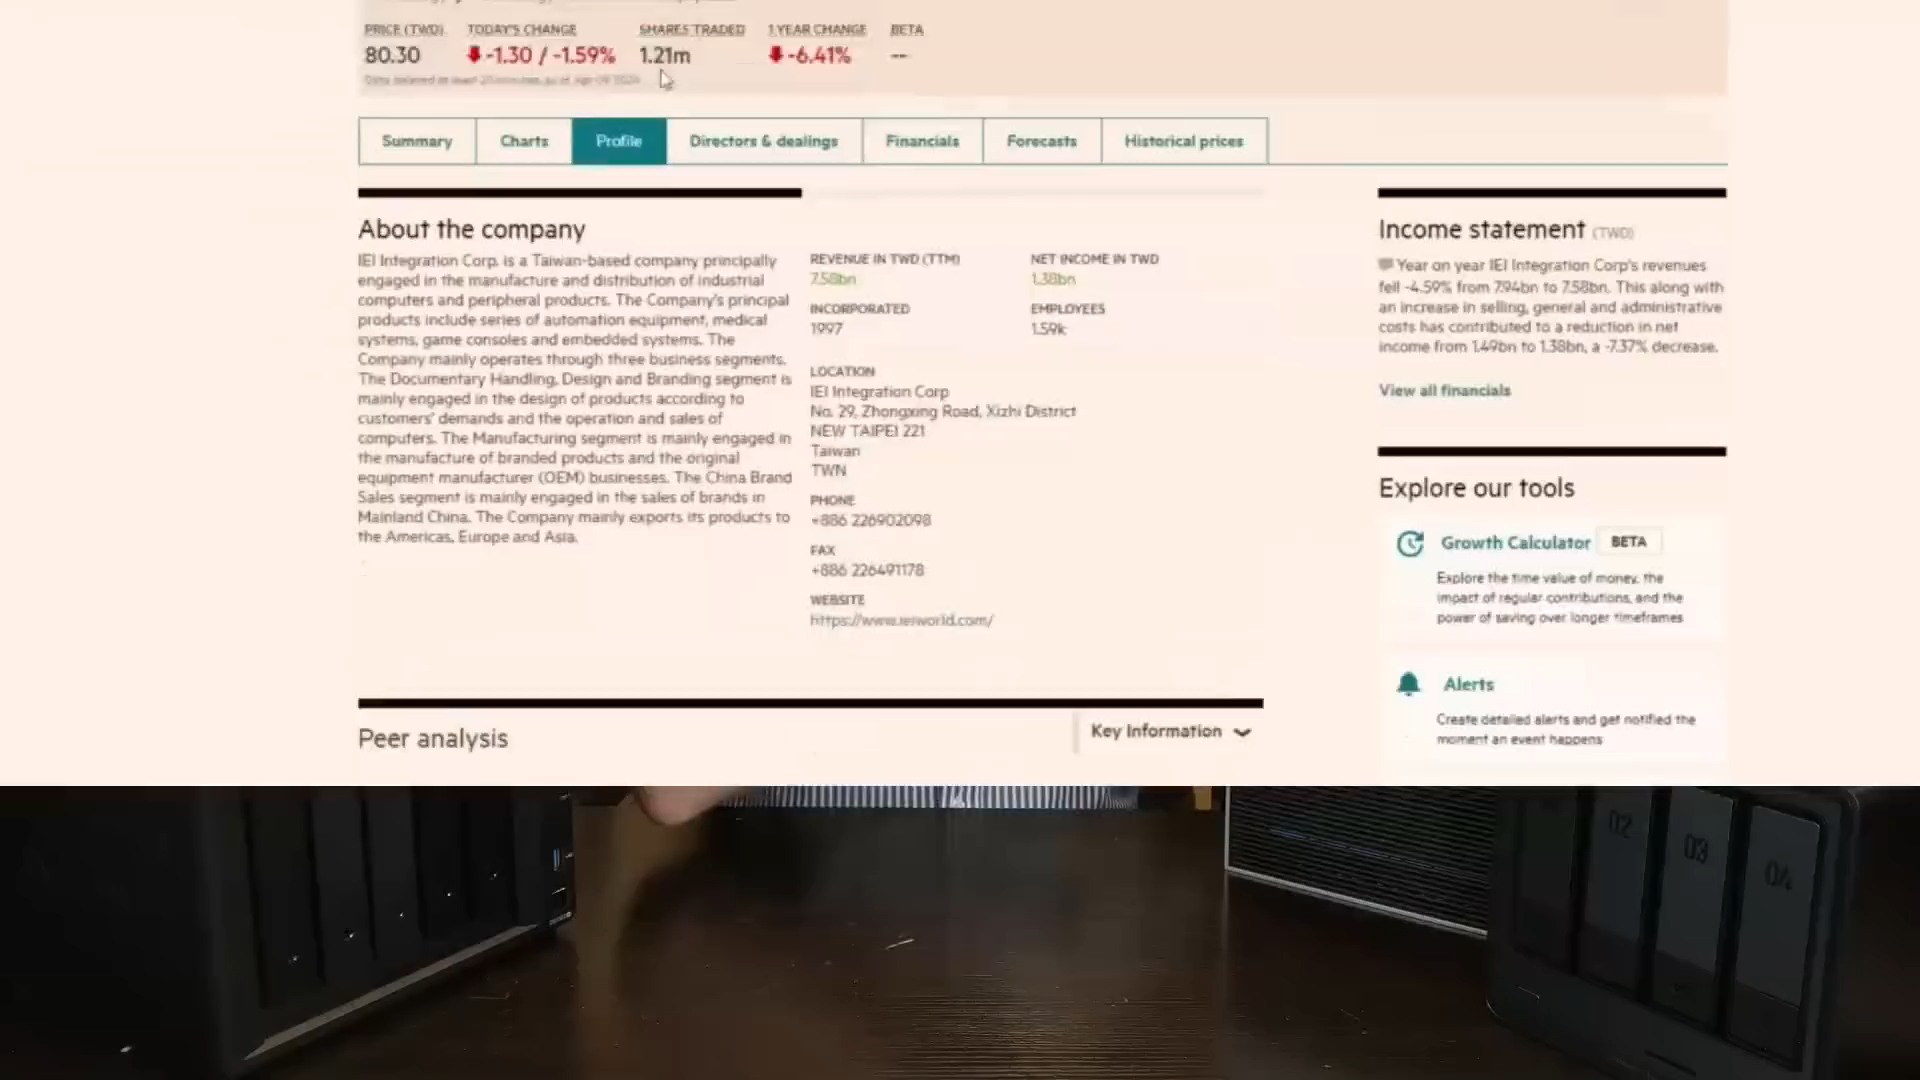 PRICE (TWD)
TODAY'S CHANGE
SHARES TRADED
1 YEAR CHANGE
BETA
80.30
-1.30 / -1.59%
1.21m
-6.41%
--
Summary
Charts
Profile
Directors & dealings
Financials
Forecasts
Historical prices
About the company
IEI Integration Corp. is a Taiwan-based company principally
engaged in the manufacture and distribution of industrial
computers and peripheral products. The Company's principal
products include series of automation equipment, medical
systems, game consoles and embedded systems. The
Company mainly operates through three business segments.
The Documentary Handling, Design and Branding segment is
mainly engaged in the design of products according to
customers' demands and the operation and sales of
computers. The Manufacturing segment is mainly engaged in
the manufacture of branded products and the original
equipment manufacturer (OEM) businesses. The China Brand
Sales segment is mainly engaged in the sales of brands in
Mainland China. The Company mainly exports its products to
the Americas, Europe and Asia.
REVENUE IN TWD (TTM)
7.58bn
NET INCOME IN TWD
1.38bn
INCORPORATED
1997
EMPLOYEES
1.59k
LOCATION
IEI Integration Corp
No. 29, Zhongxing Road, Xizhi District
NEW TAIPEI 221
Taiwan
TWN
PHONE
+886 226902098
FAX
+886 226491178
WEBSITE
https://www.ieiworld.com/
Income statement (TWD)
Year on year IEI Integration Corp's revenues
fell -4.59% from 7.94bn to 7.58bn. This along with
an increase in selling, general and administrative
costs has contributed to a reduction in net
income from 1.49bn to 1.38bn, a -7.37% decrease.
View all financials
Explore our tools
Growth Calculator BETA
Explore the time value of money, the
impact of regular contributions, and the
power of saving over longer timeframes
Alerts
Create detailed alerts and get notified the
moment an event happens
Peer analysis
Key Information
02
03
04